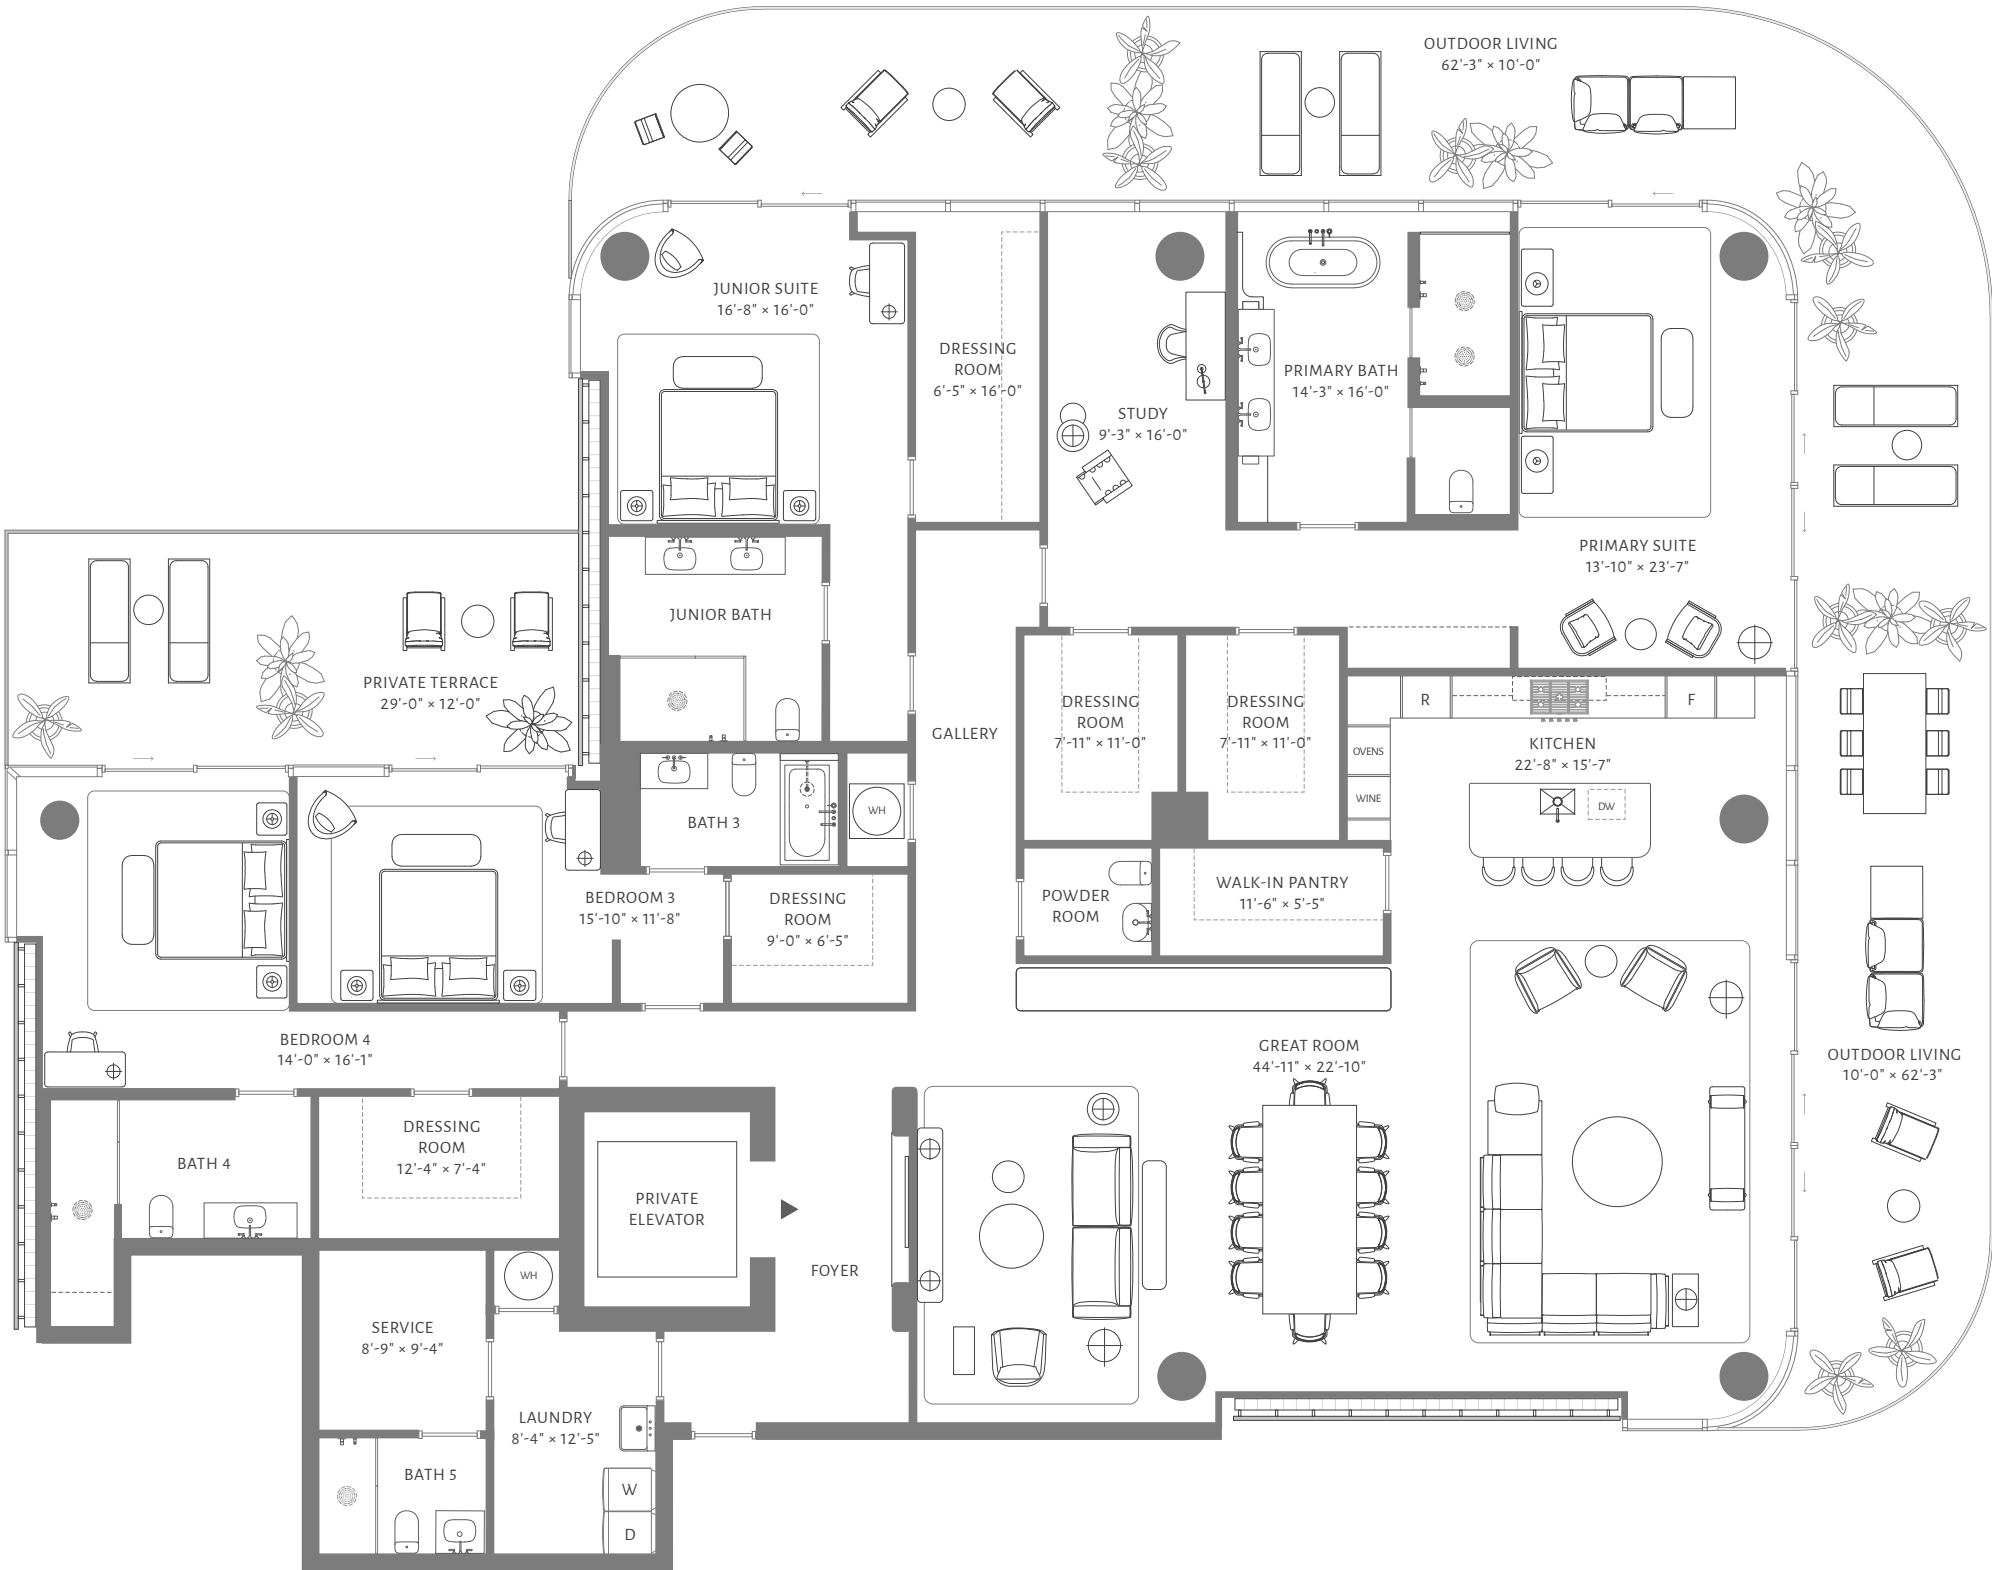 OUTDOOR LIVING
62'-3" × 10'-0"
JUNIOR SUITE
16'-8" × 16'-0"
DRESSING
ROOM
6'-5" × 16'-0"
STUDY
9'-3" × 16'-0"
PRIMARY BATH
14'-3" × 16'-0"
PRIMARY SUITE
13'-10" × 23'-7"
JUNIOR BATH
PRIVATE TERRACE
29'-0" × 12'-0"
GALLERY
DRESSING
ROOM
7'-11" × 11'-0"
DRESSING
ROOM
7'-11" × 11'-0"
R
F
OVENS
WINE
KITCHEN
22'-8" × 15'-7"
DW
BATH 3
WH
BEDROOM 3
15'-10" × 11'-8"
DRESSING
ROOM
9'-0" × 6'-5"
POWDER
ROOM
WALK-IN PANTRY
11'-6" × 5'-5"
BEDROOM 4
14'-0" × 16'-1"
GREAT ROOM
44'-11" × 22'-10"
OUTDOOR LIVING
10'-0" × 62'-3"
BATH 4
DRESSING
ROOM
12'-4" × 7'-4"
PRIVATE
ELEVATOR
FOYER
WH
SERVICE
8'-9" × 9'-4"
LAUNDRY
8'-4" × 12'-5"
BATH 5
W
D